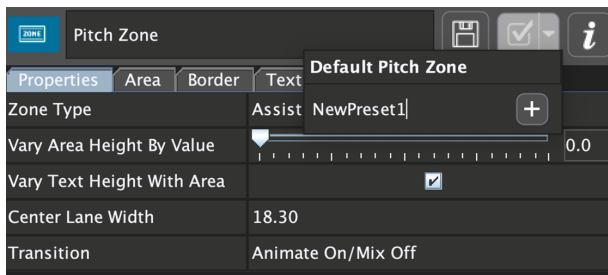 ZONE Pitch Zone i
Default Pitch Zone
Properties Area Border Text
Zone Type Assist NewPreset1 +
Vary Area Height By Value 0.0
Vary Text Height With Area
Center Lane Width 18.30
Transition Animate On/Mix Off